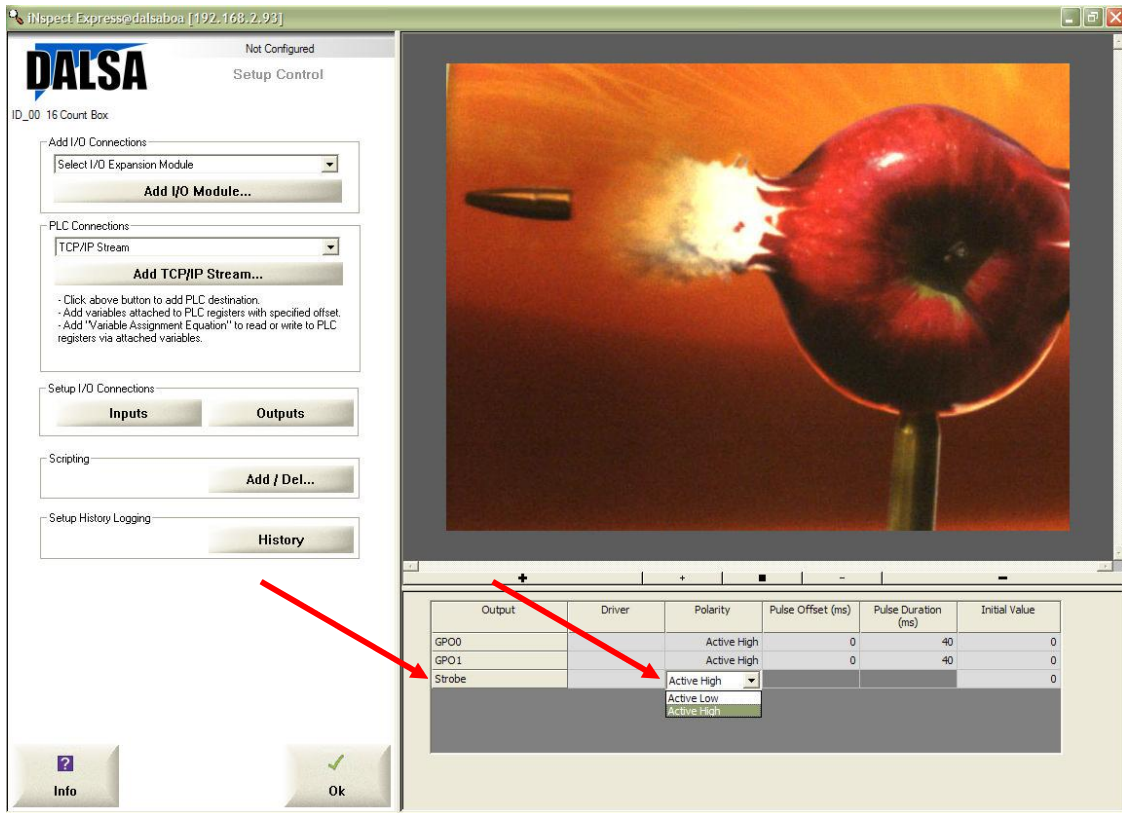 iNspect Express@dalsaboa [192.168.2.93]
DALSA
Not Configured
Setup Control
ID_00 16 Count Box
Add I/O Connections
Select I/O Expansion Module
Add I/O Module...
PLC Connections
TCP/IP Stream
Add TCP/IP Stream...
- Click above button to add PLC destination.
- Add variables attached to PLC registers with specified offset.
- Add "Variable Assignment Equation" to read or write to PLC
registers via attached variables.
Setup I/O Connections
Inputs Outputs
Scripting
Add / Del...
Setup History Logging
History
Info
Ok
Output Driver Polarity Pulse Offset (ms) Pulse Duration (ms) Initial Value
GPO0 Active High 0 40 0
GPO1 Active High 0 40 0
Strobe Active High 0
Active Low
Active High